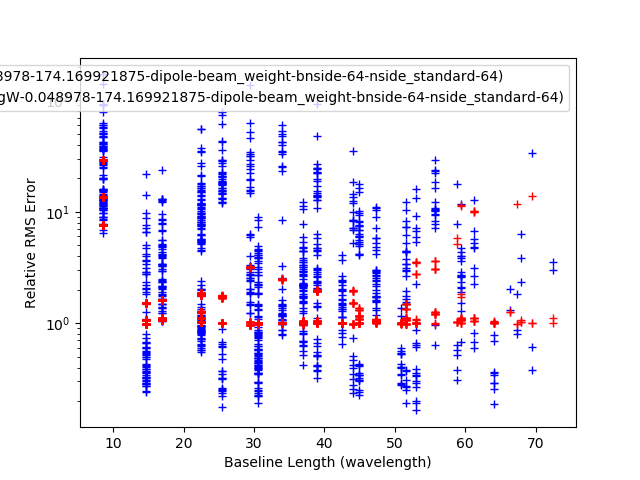 8978-174.169921875-dipole-beam_weight-bnside-64-nside_standard-64)
gW-0.048978-174.169921875-dipole-beam_weight-bnside-64-nside_standard-64)
Relative RMS Error
10¹
10⁰
10 20 30 40 50 60 70
Baseline Length (wavelength)